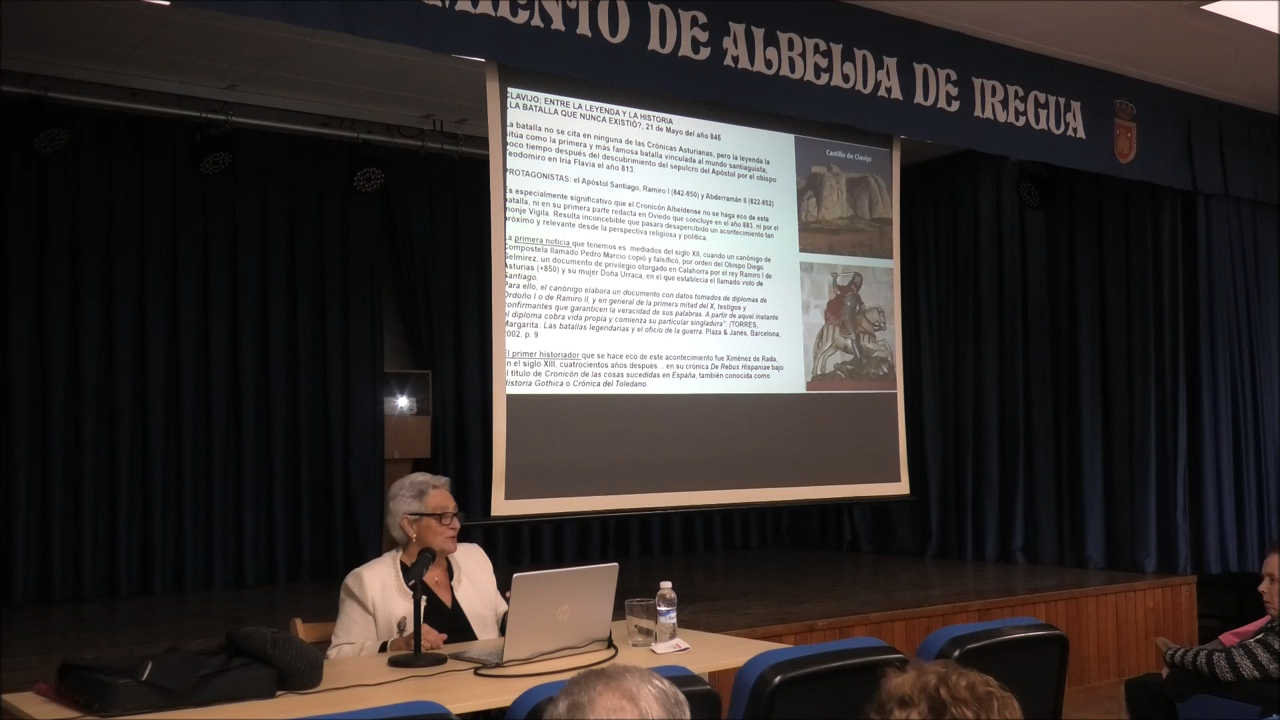 MIENTO DE ALBELDA DE IREGUA
CLAVIJO; ENTRE LA LEYENDA Y LA HISTORIA
¿LA BATALLA QUE NUNCA EXISTIÓ?, 21 de Mayo del año 845
La batalla no se cita en ninguna de las Crónicas Asturianas, pero la leyenda la
sitúa como la primera y más famosa batalla vinculada al mundo santiaguista,
poco tiempo después del descubrimiento del sepulcro del Apóstol por el obispo
Teodomiro en Iria Flavia el año 813.
PROTAGONISTAS: el Apóstol Santiago, Ramiro I (842-850) y Abderramán II (822-852)
Es especialmente significativo que el Cronicón Albeldense no se haga eco de esta
batalla, ni en su primera parte redacta en Oviedo que concluye en el año 883, ni por el
monje Vigila. Resulta inconcebible que pasara desapercibido un acontecimiento tan
próximo y relevante desde la perspectiva religiosa y política.
La primera noticia que tenemos es mediados del siglo XII, cuando un canónigo de
Compostela llamado Pedro Marcio copió y falsificó, por orden del Obispo Diego
Gelmírez, un documento de privilegio otorgado en Calahorra por el rey Ramiro I de
Asturias (+850) y su mujer Doña Urraca, en el que establecía el llamado voto de
Santiago.
Para ello, el canónigo elabora un documento con datos tomados de diplomas de
Ordoño I o de Ramiro II, y en general de la primera mitad del X, testigos y
confirmantes que garanticen la veracidad de sus palabras. A partir de aquel instante
el diploma cobra vida propia y comienza su particular singladura". (TORRES,
Margarita: Las batallas legendarias y el oficio de la guerra. Plaza & Janés, Barcelona,
2002. p. 9
El primer historiador que se hace eco de este acontecimiento fue Ximénez de Rada,
en el siglo XIII, cuatrocientos años después... en su crónica De Rebus Hispaniae bajo
el título de Cronicón de las cosas sucedidas en España, también conocida como
Historia Gothica o Crónica del Toledano.
Castillo de Clavijo
hp